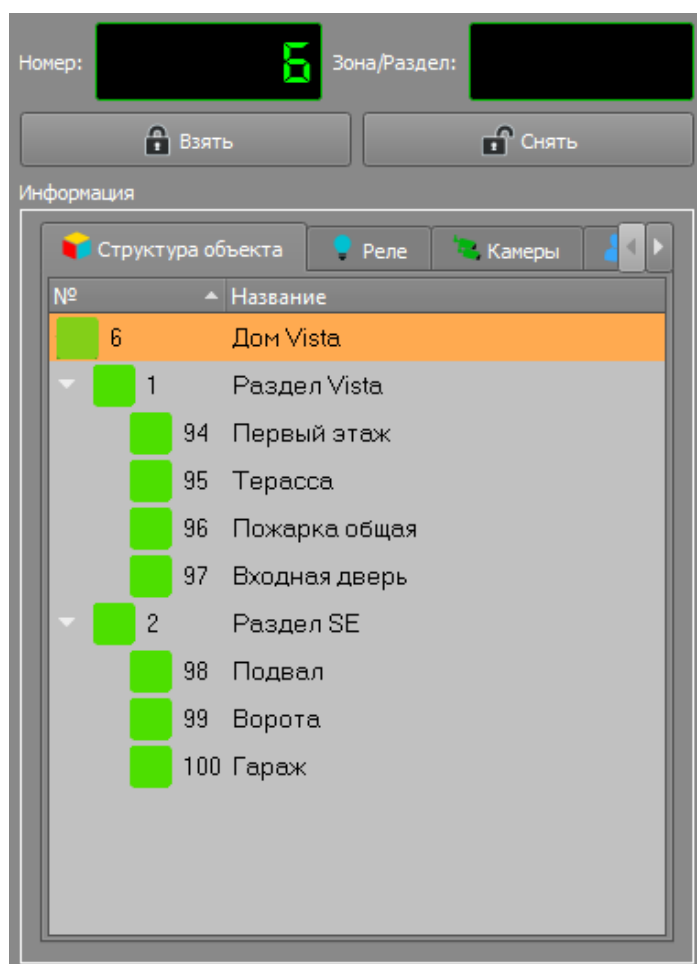 Номер: 6 Зона/Раздел:
Взять Снять
Информация
Структура объекта Реле Камеры
№ Название
6 Дом Vista
1 Раздел Vista
94 Первый этаж
95 Терасса
96 Пожарка общая
97 Входная дверь
2 Раздел SE
98 Подвал
99 Ворота
100 Гараж